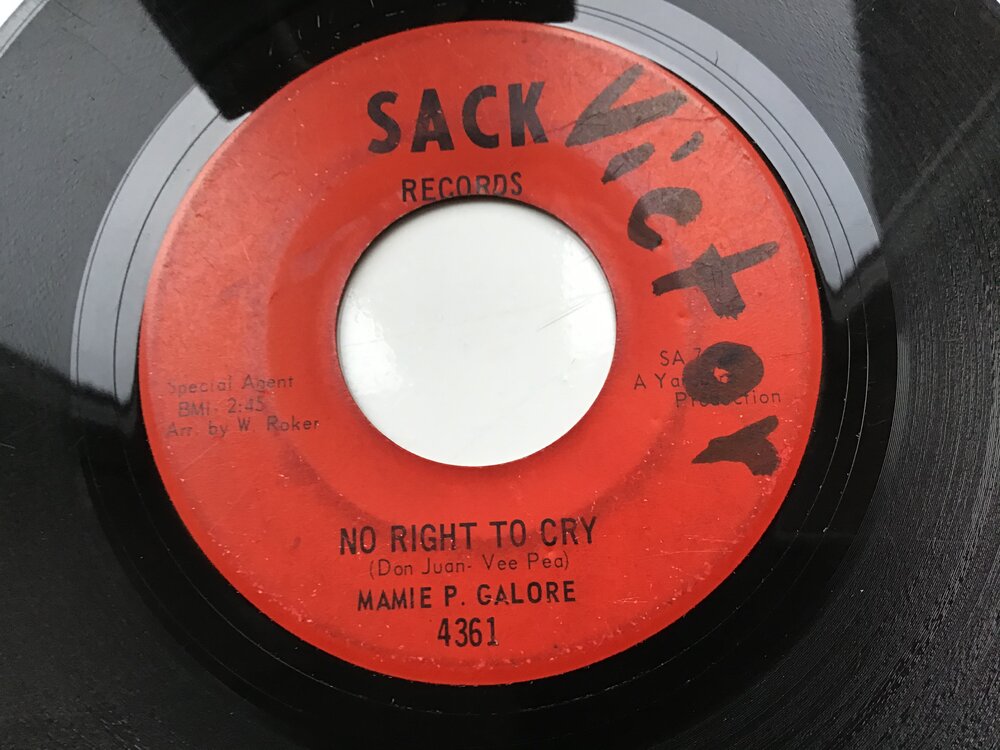 SACK
RECORDS
Victor
Special Agent
BMI- 2:45
Arr. by W. Roker
SA
A
NO RIGHT TO CRY
(Don Juan- Vee Pea)
MAMIE P. GALORE
4361